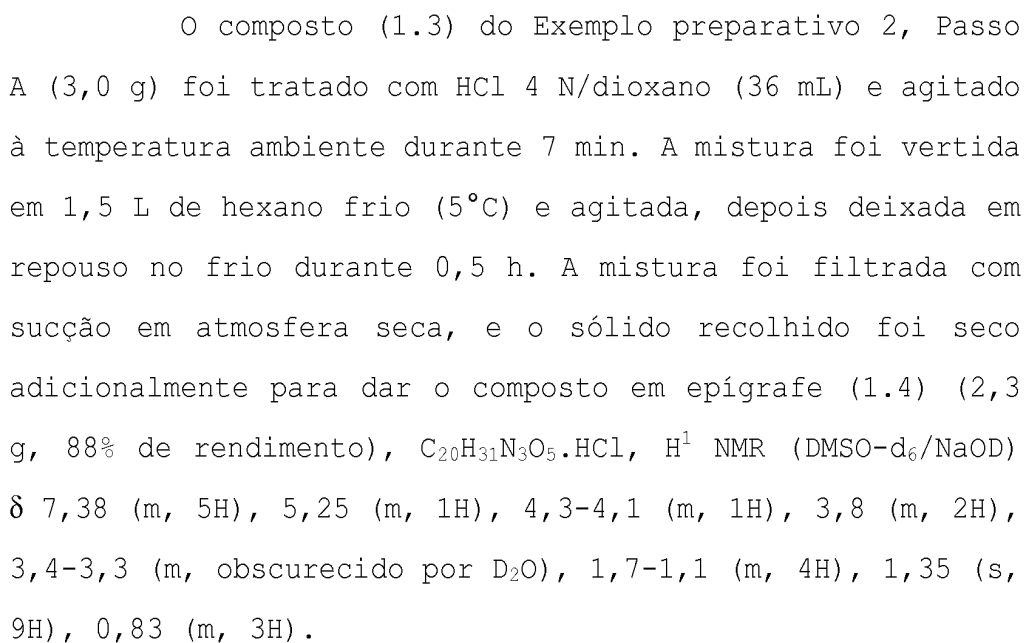 O composto (1.3) do Exemplo preparativo 2, Passo
A (3,0 g) foi tratado com HCl 4 N/dioxano (36 mL) e agitado
à temperatura ambiente durante 7 min. A mistura foi vertida
em 1,5 L de hexano frio (5°C) e agitada, depois deixada em
repouso no frio durante 0,5 h. A mistura foi filtrada com
sucção em atmosfera seca, e o sólido recolhido foi seco
adicionalmente para dar o composto em epígrafe (1.4) (2,3
g, 88% de rendimento), C₂₀H₃₁N₃O₅.HCl, H¹ NMR (DMSO-d₆/NaOD)
δ 7,38 (m, 5H), 5,25 (m, 1H), 4,3-4,1 (m, 1H), 3,8 (m, 2H),
3,4-3,3 (m, obscurecido por D₂O), 1,7-1,1 (m, 4H), 1,35 (s,
9H), 0,83 (m, 3H).